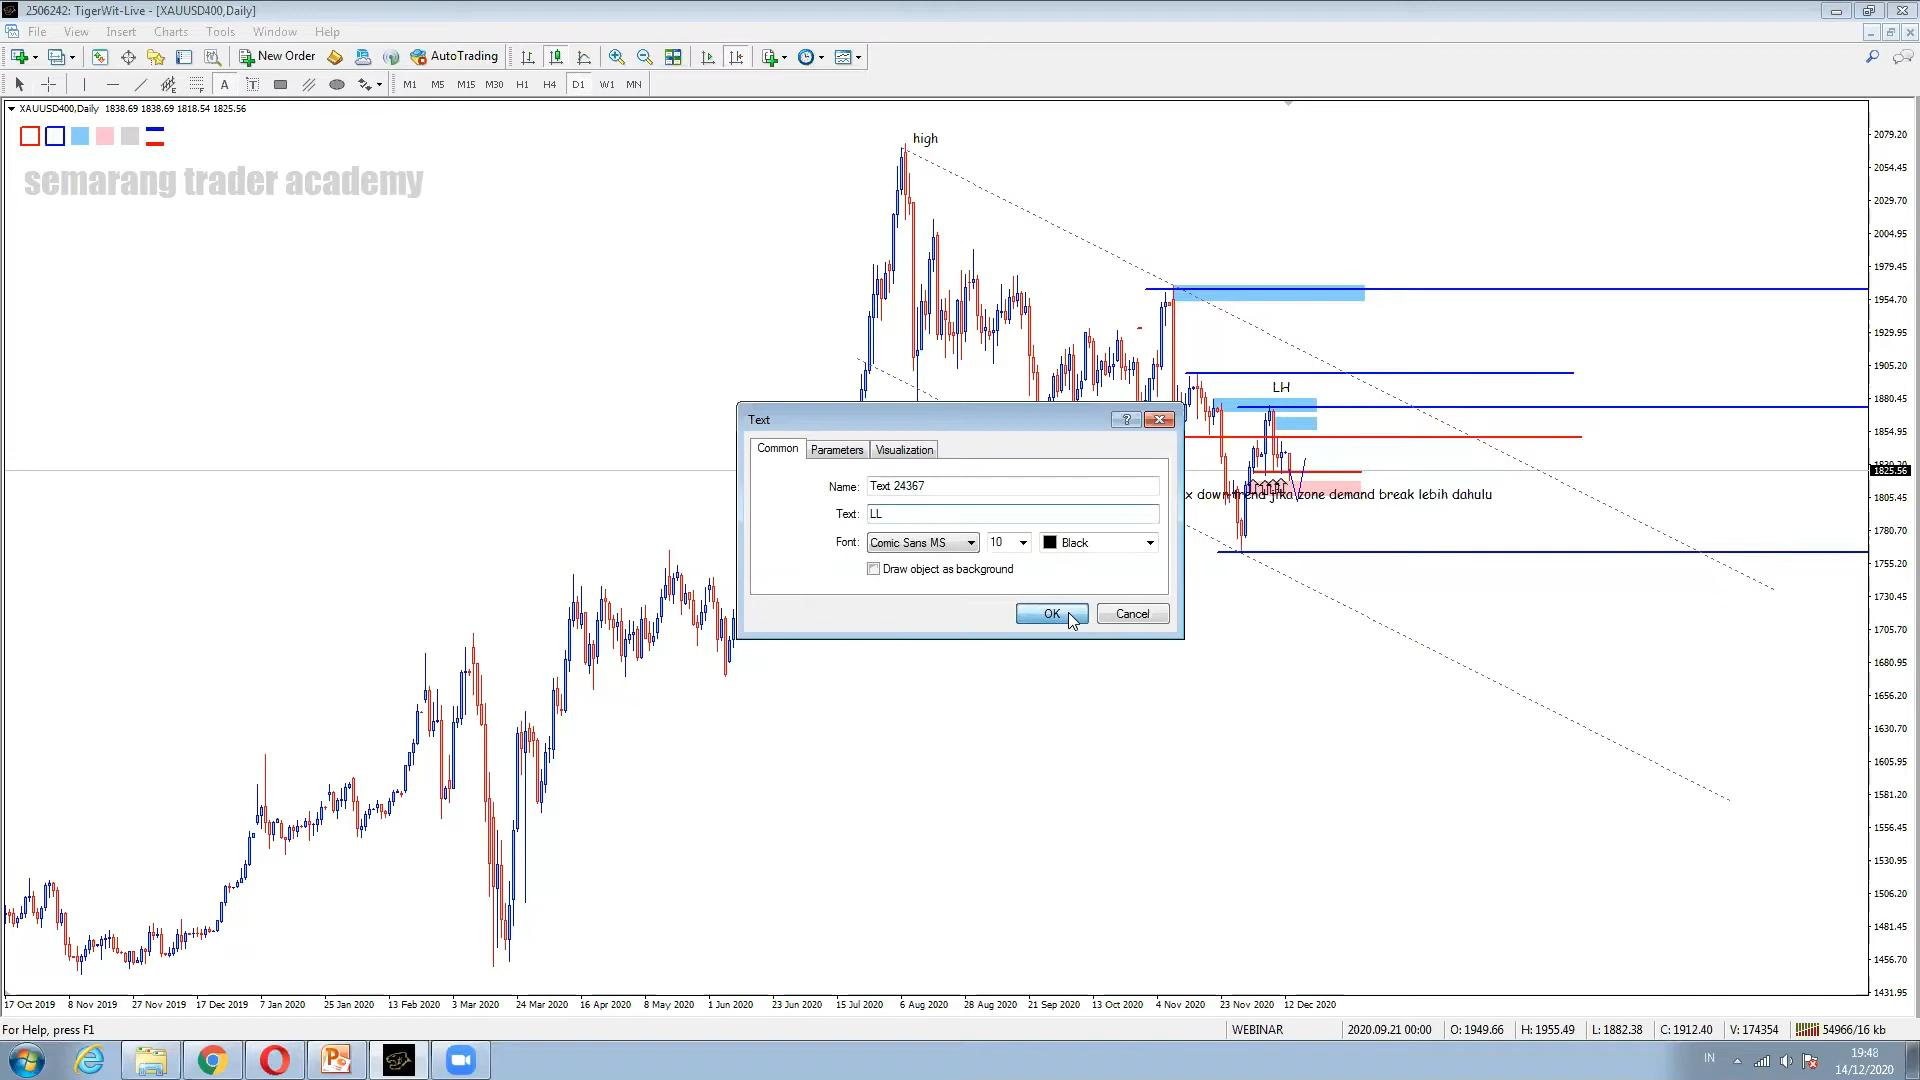 2506242: TigerWit-Live - [XAUUSD400,Daily]
File View Insert Charts Tools Window Help
New Order AutoTrading
A T M1 M5 M15 M30 H1 H4 D1 W1 MN
XAUUSD400,Daily 1838.69 1838.69 1818.54 1825.56
semarang trader academy
high
LH
x down trend jika zone demand break lebih dahulu
Text
Common Parameters Visualization
Name: Text 24367
Text: LL
Font: Comic Sans MS 10 Black
Draw object as background
OK Cancel
2079.20
2054.45
2029.70
2004.95
1979.45
1954.70
1929.95
1905.20
1880.45
1854.95
1825.56
1805.45
1780.70
1755.20
1730.45
1705.70
1680.95
1656.20
1630.70
1605.95
1581.20
1556.45
1530.95
1506.20
1481.45
1456.70
1431.95
17 Oct 2019 8 Nov 2019 27 Nov 2019 17 Dec 2019 7 Jan 2020 25 Jan 2020 13 Feb 2020 3 Mar 2020 24 Mar 2020 16 Apr 2020 8 May 2020 1 Jun 2020 23 Jun 2020 15 Jul 2020 6 Aug 2020 28 Aug 2020 21 Sep 2020 13 Oct 2020 4 Nov 2020 23 Nov 2020 12 Dec 2020
For Help, press F1 WEBINAR 2020.09.21 00:00 O: 1949.66 H: 1955.49 L: 1882.38 C: 1912.40 V: 174354 54966/16 kb
IN 19:48
14/12/2020